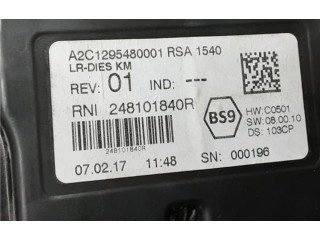 A2C1295480001 RSA 1540
LR-DIES KM
REV: 01 IND: ---
RNI 248101840R
BS9
HW:C0501
SW:08.00.10
DS: 103CP
248101840R
07.02.17 11:48 SN: 000196